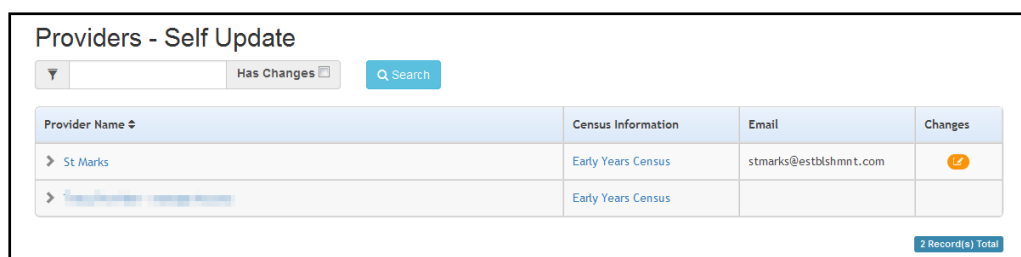 Providers - Self Update
Has Changes Search
Provider Name Census Information Email Changes
St Marks Early Years Census stmarks@estblshmnt.com
Early Years Census
2 Record(s) Total